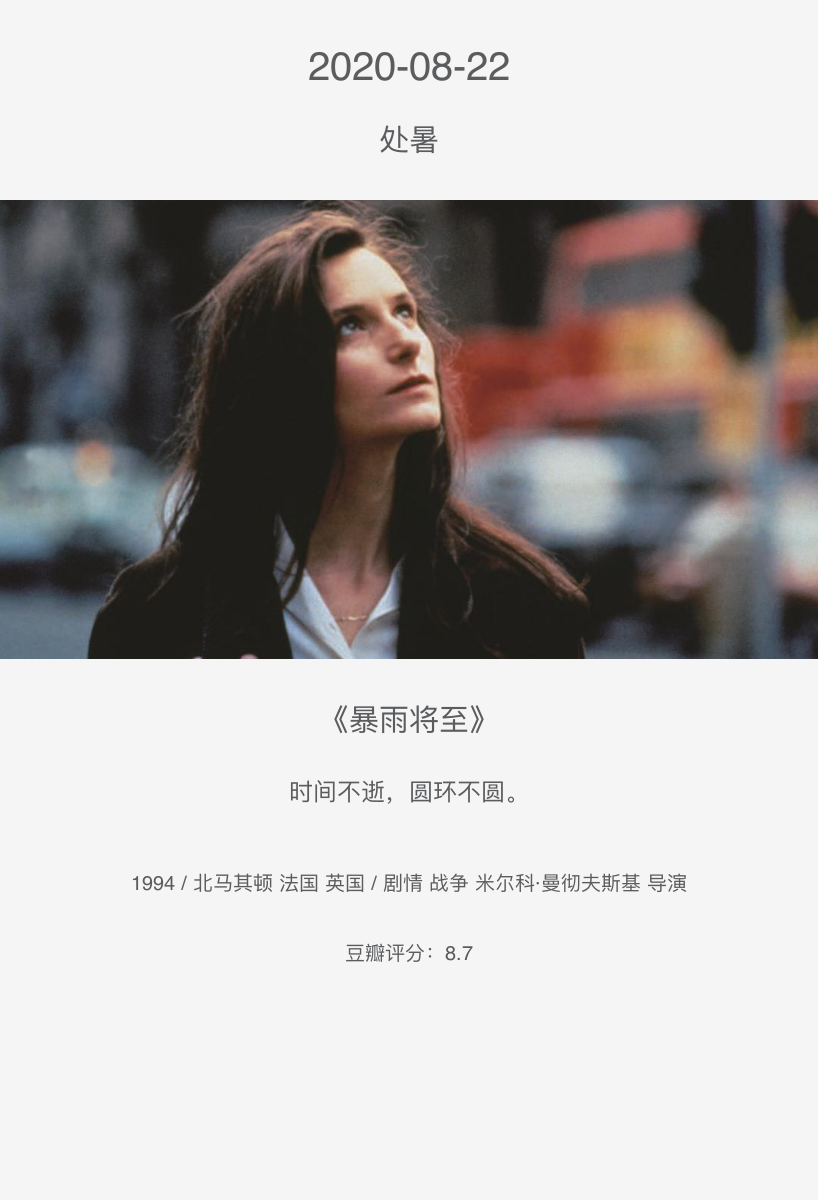 2020-08-22
处暑
《暴雨将至》
时间不逝，圆环不圆。
1994 / 北马其顿 法国 英国 / 剧情 战争 米尔科·曼彻夫斯基 导演
豆瓣评分：8.7